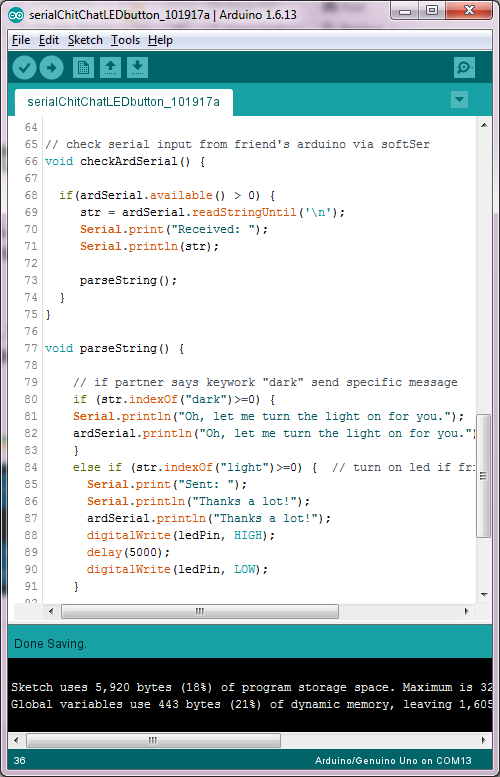 serialChitChatLEDbutton_101917a | Arduino 1.6.13
File Edit Sketch Tools Help
serialChitChatLEDbutton_101917a
64
65 // check serial input from friend's arduino via softSer
66 void checkArdSerial() {
67
68 if(ardSerial.available() > 0) {
69 str = ardSerial.readStringUntil('\n');
70 Serial.print("Received: ");
71 Serial.println(str);
72
73 parseString();
74 }
75 }
76
77 void parseString() {
78
79 // if partner says keywork "dark" send specific message
80 if (str.indexOf("dark")>=0) {
81 Serial.println("Oh, let me turn the light on for you.");
82 ardSerial.println("Oh, let me turn the light on for you.")
83 }
84 else if (str.indexOf("light")>=0) { // turn on led if fri
85 Serial.print("Sent: ");
86 Serial.println("Thanks a lot!");
87 ardSerial.println("Thanks a lot!");
88 digitalWrite(ledPin, HIGH);
89 delay(5000);
90 digitalWrite(ledPin, LOW);
91 }
Done Saving.
Sketch uses 5,920 bytes (18%) of program storage space. Maximum is 32
Global variables use 443 bytes (21%) of dynamic memory, leaving 1,605
36 Arduino/Genuino Uno on COM13